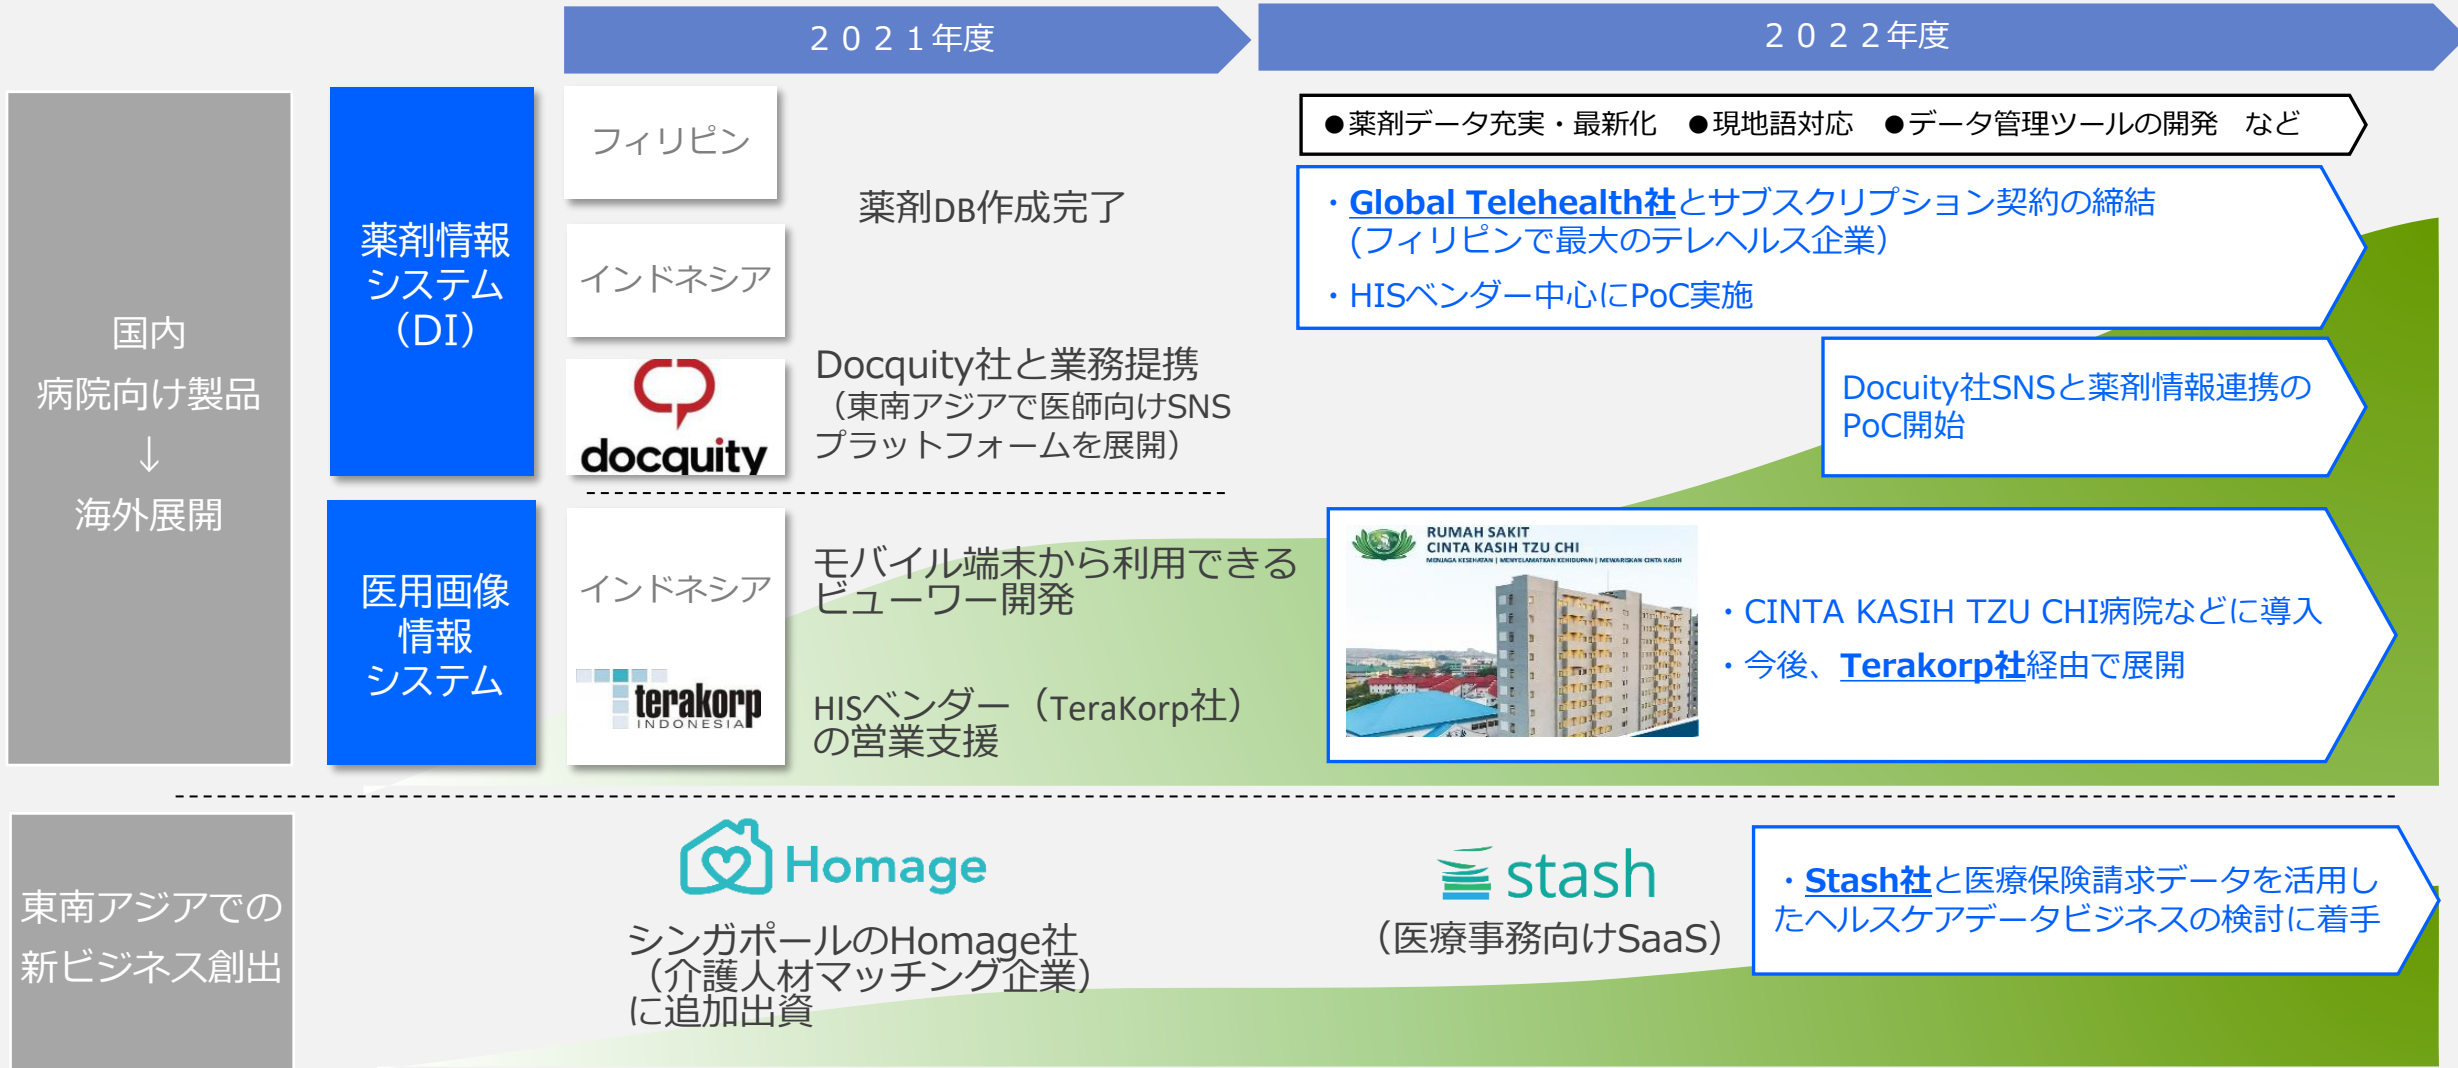 ２０２１年度
２０２２年度
国内
病院向け製品
↓
海外展開
薬剤情報
システム
（DI）
フィリピン
インドネシア
薬剤DB作成完了
docquity
Docquity社と業務提携
（東南アジアで医師向けSNS
プラットフォームを展開）
●薬剤データ充実・最新化　●現地語対応　●データ管理ツールの開発　など
・Global Telehealth社とサブスクリプション契約の締結
(フィリピンで最大のテレヘルス企業）
・HISベンダー中心にPoC実施
Docuity社SNSと薬剤情報連携の
PoC開始
医用画像
情報
システム
インドネシア
terakorp
INDONESIA
モバイル端末から利用できる
ビューワー開発
HISベンダー（TeraKorp社）
の営業支援
RUMAH SAKIT
CINTA KASIH TZU CHI
MENJAGA KESEHATAN | MENYELAMATKAN KEHIDUPAN | MEWARISKAN CINTA KASIH
・CINTA KASIH TZU CHI病院などに導入
・今後、Terakorp社経由で展開
東南アジアでの
新ビジネス創出
Homage
シンガポールのHomage社
（介護人材マッチング企業）
に追加出資
stash
（医療事務向けSaaS）
・Stash社と医療保険請求データを活用し
たヘルスケアデータビジネスの検討に着手